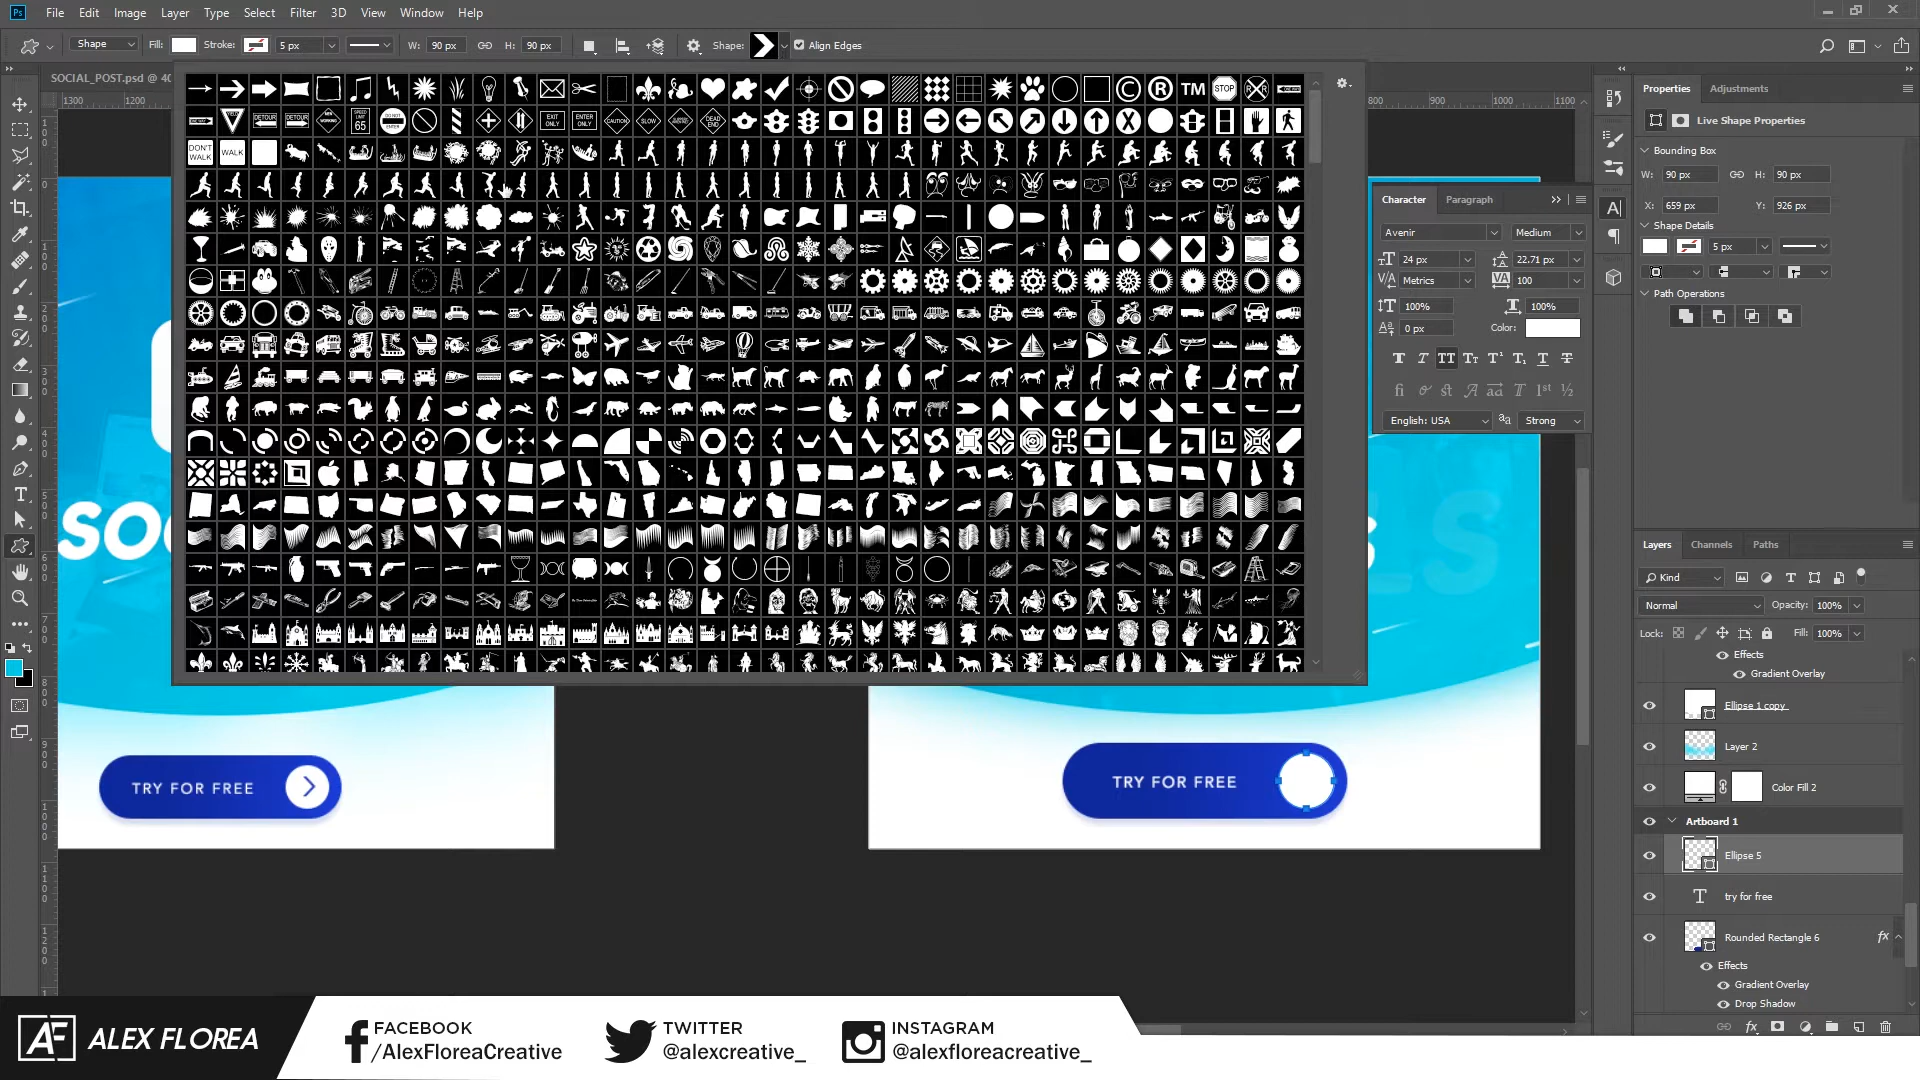 Ps File Edit Image Layer Type Select Filter 3D View Window Help
Shape Fill: Stroke: 5 px W: 90 px H: 90 px Shape: Align Edges
SOCIAL_POST.psd @ 40
1300 1200 800 900 1000 1100
TM STOP
SPEED LIMIT 65 EXIT ONLY ENTER ONLY CAUTION SLOW DEAD END
DON'T WALK WALK
TRY FOR FREE
TRY FOR FREE
Properties Adjustments
Live Shape Properties
Bounding Box
W: 90 px H: 90 px
X: 659 px Y: 926 px
Shape Details
5 px
Path Operations
Character Paragraph
Avenir Medium
24 px 22.71 px
Metrics 100
100% 100%
0 px Color:
English: USA Strong
Layers Channels Paths
Kind
Normal Opacity: 100%
Lock: Fill: 100%
Effects
Gradient Overlay
Ellipse 1 copy
Layer 2
Color Fill 2
Artboard 1
Ellipse 5
try for free
Rounded Rectangle 6 fx
Effects
Gradient Overlay
Drop Shadow
AF ALEX FLOREA
FACEBOOK
/AlexFloreaCreative
TWITTER
@alexcreative_
INSTAGRAM
@alexfloreacreative_